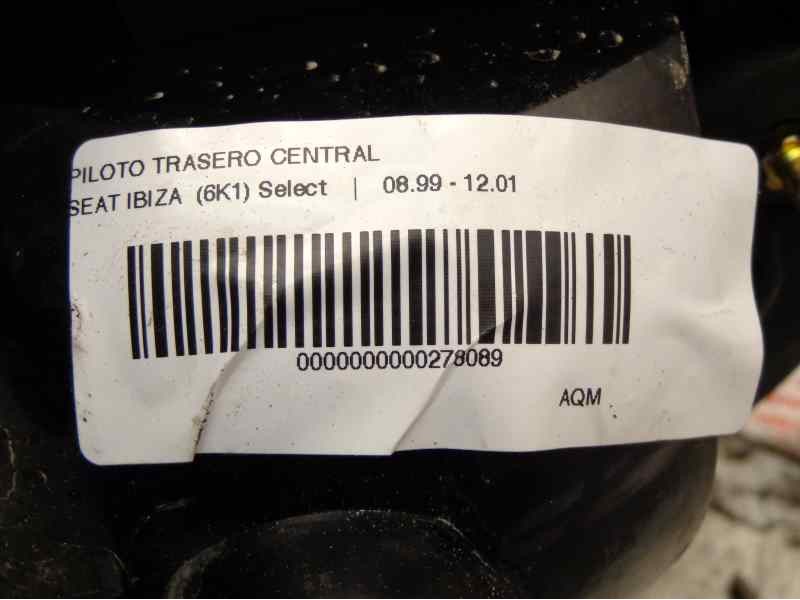 PILOTO TRASERO CENTRAL
SEAT IBIZA (6K1) Select | 08.99 - 12.01
0000000000278089
AQM